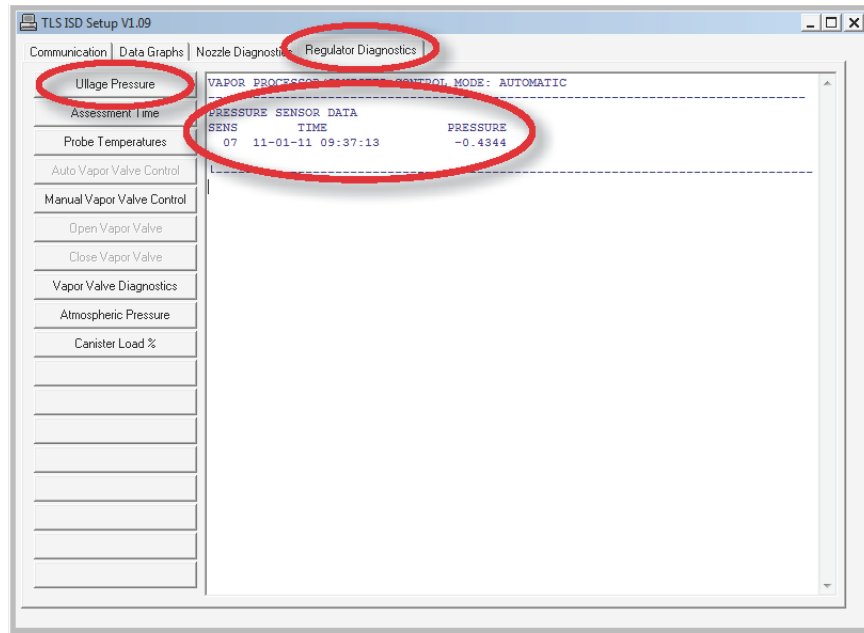 TLS ISD Setup V1.09
Communication Data Graphs Nozzle Diagnostics Regulator Diagnostics
Ullage Pressure
Assessment Time
Probe Temperatures
Auto Vapor Valve Control
Manual Vapor Valve Control
Open Vapor Valve
Close Vapor Valve
Vapor Valve Diagnostics
Atmospheric Pressure
Canister Load %
VAPOR PROCESSOR CONTROL MODE: AUTOMATIC
PRESSURE SENSOR DATA
SENS TIME PRESSURE
07 11-01-11 09:37:13 -0.4344